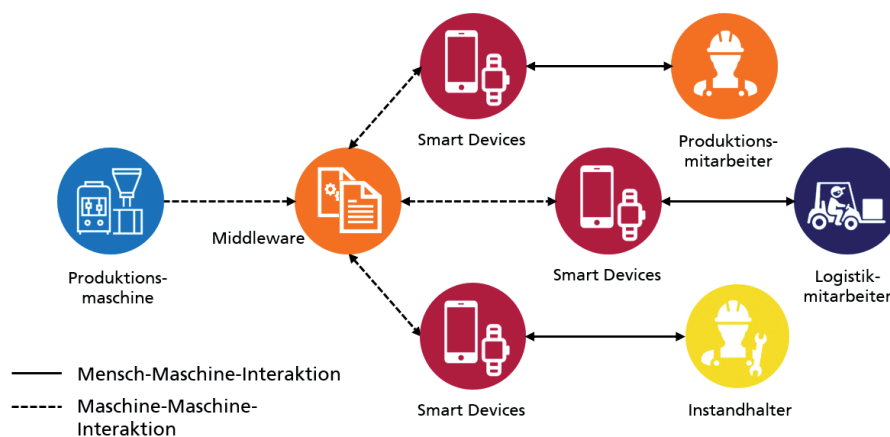 Smart Devices
Produktions-
mitarbeiter
Middleware
Produktions-
maschine
Smart Devices
Logistik-
mitarbeiter
Smart Devices
Instandhalter
Mensch-Maschine-Interaktion
Maschine-Maschine-
Interaktion